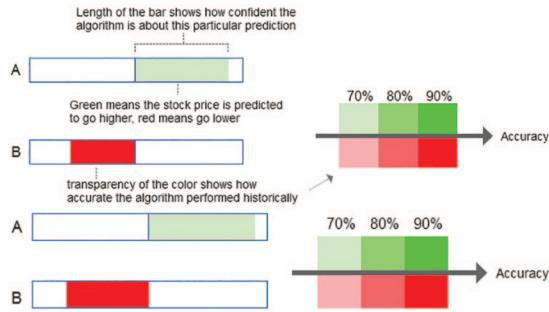 Length of the bar shows how confident the
algorithm is about this particular prediction
A
Green means the stock price is predicted
to go higher, red means go lower
70% 80% 90%
Accuracy
B
transparency of the color shows how
accurate the algorithm performed historically
A
70% 80% 90%
Accuracy
B